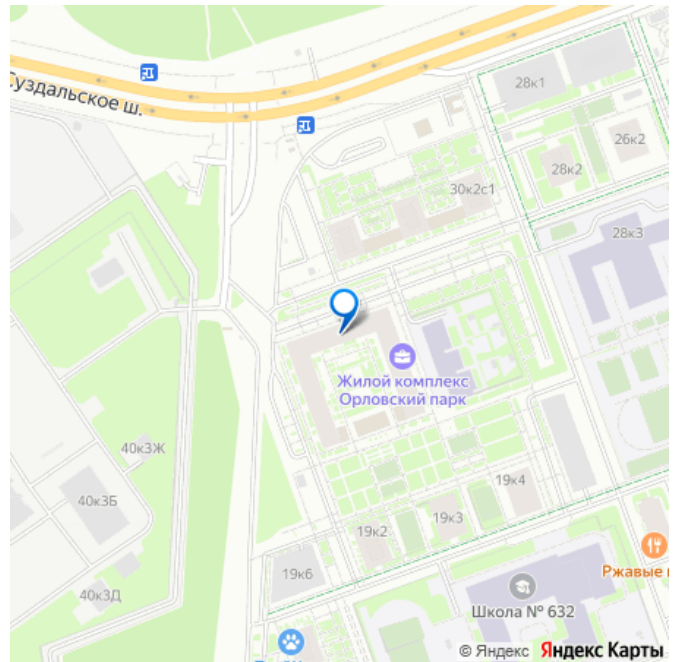 Суздальское ш.
28к1
26к2
28к2
30к2с1
28к3
Жилой комплекс
Орловский парк
40к3Ж
40к3Б
19к4
19к3
19к2
19к6
40к3Д
Ржавые
Школа № 632
© Яндекс Яндекс Карты